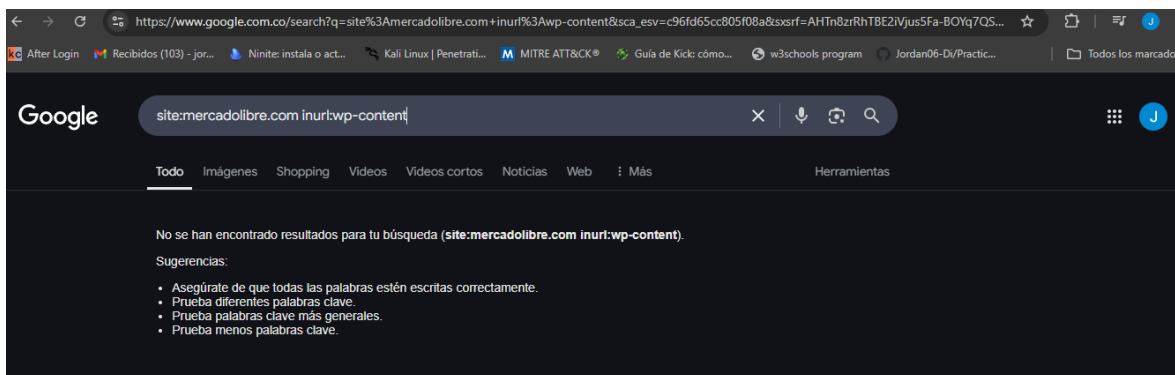 https://www.google.com.co/search?q=site%3Amercadolibre.com+inurl%3Awp-content&sca_esv=c96fd65cc805f08a&sxsrf=AHTn8zrRhTBE2iVjus5Fa-BOYq7QS...
After Login Recibidos (103) - jor... Ninite: instala o act... Kali Linux | Penetrati... MITRE ATT&CK® Guía de Kick: cómo... w3schools program Jordan06-Di/Practic... Todos los marcado
Google site:mercadolibre.com inurl:wp-content J
Todo Imágenes Shopping Videos Videos cortos Noticias Web Más Herramientas
No se han encontrado resultados para tu búsqueda (site:mercadolibre.com inurl:wp-content).
Sugerencias:
• Asegúrate de que todas las palabras estén escritas correctamente.
• Prueba diferentes palabras clave.
• Prueba palabras clave más generales.
• Prueba menos palabras clave.